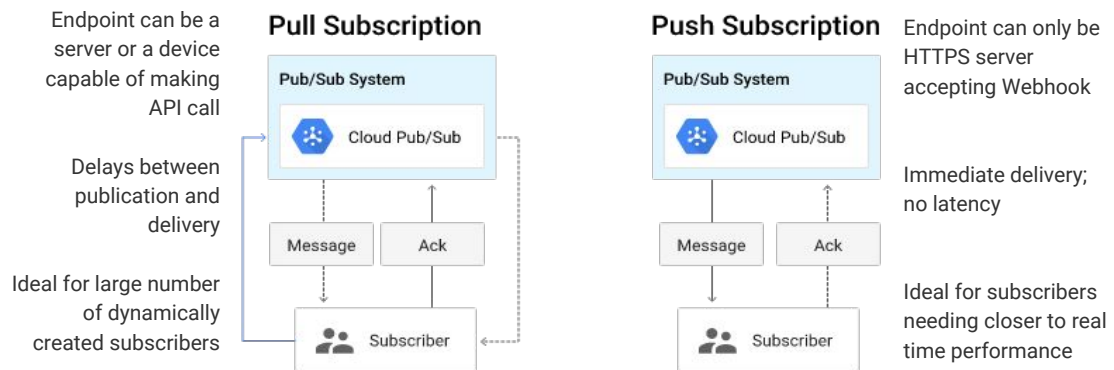 Endpoint can be a
server or a device
capable of making
API call
Delays between
publication and
delivery
Ideal for large number
of dynamically
created subscribers
Pull Subscription
Pub/Sub System
Cloud Pub/Sub
Message
Ack
Subscriber
Push Subscription
Pub/Sub System
Cloud Pub/Sub
Message
Ack
Subscriber
Endpoint can only be
HTTPS server
accepting Webhook
Immediate delivery;
no latency
Ideal for subscribers
needing closer to real
time performance